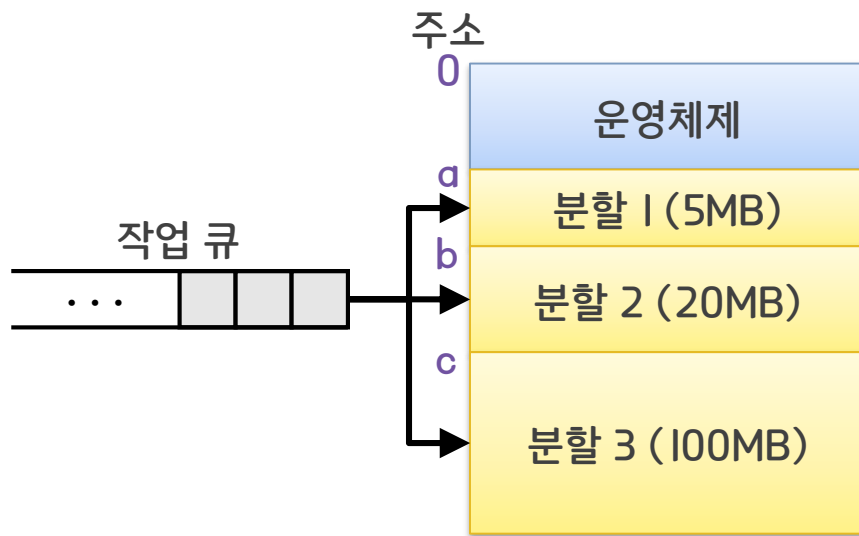 주소
0
운영체제
a
분할 1 (5MB)
작업 큐
b
...
분할 2 (20MB)
c
분할 3 (100MB)